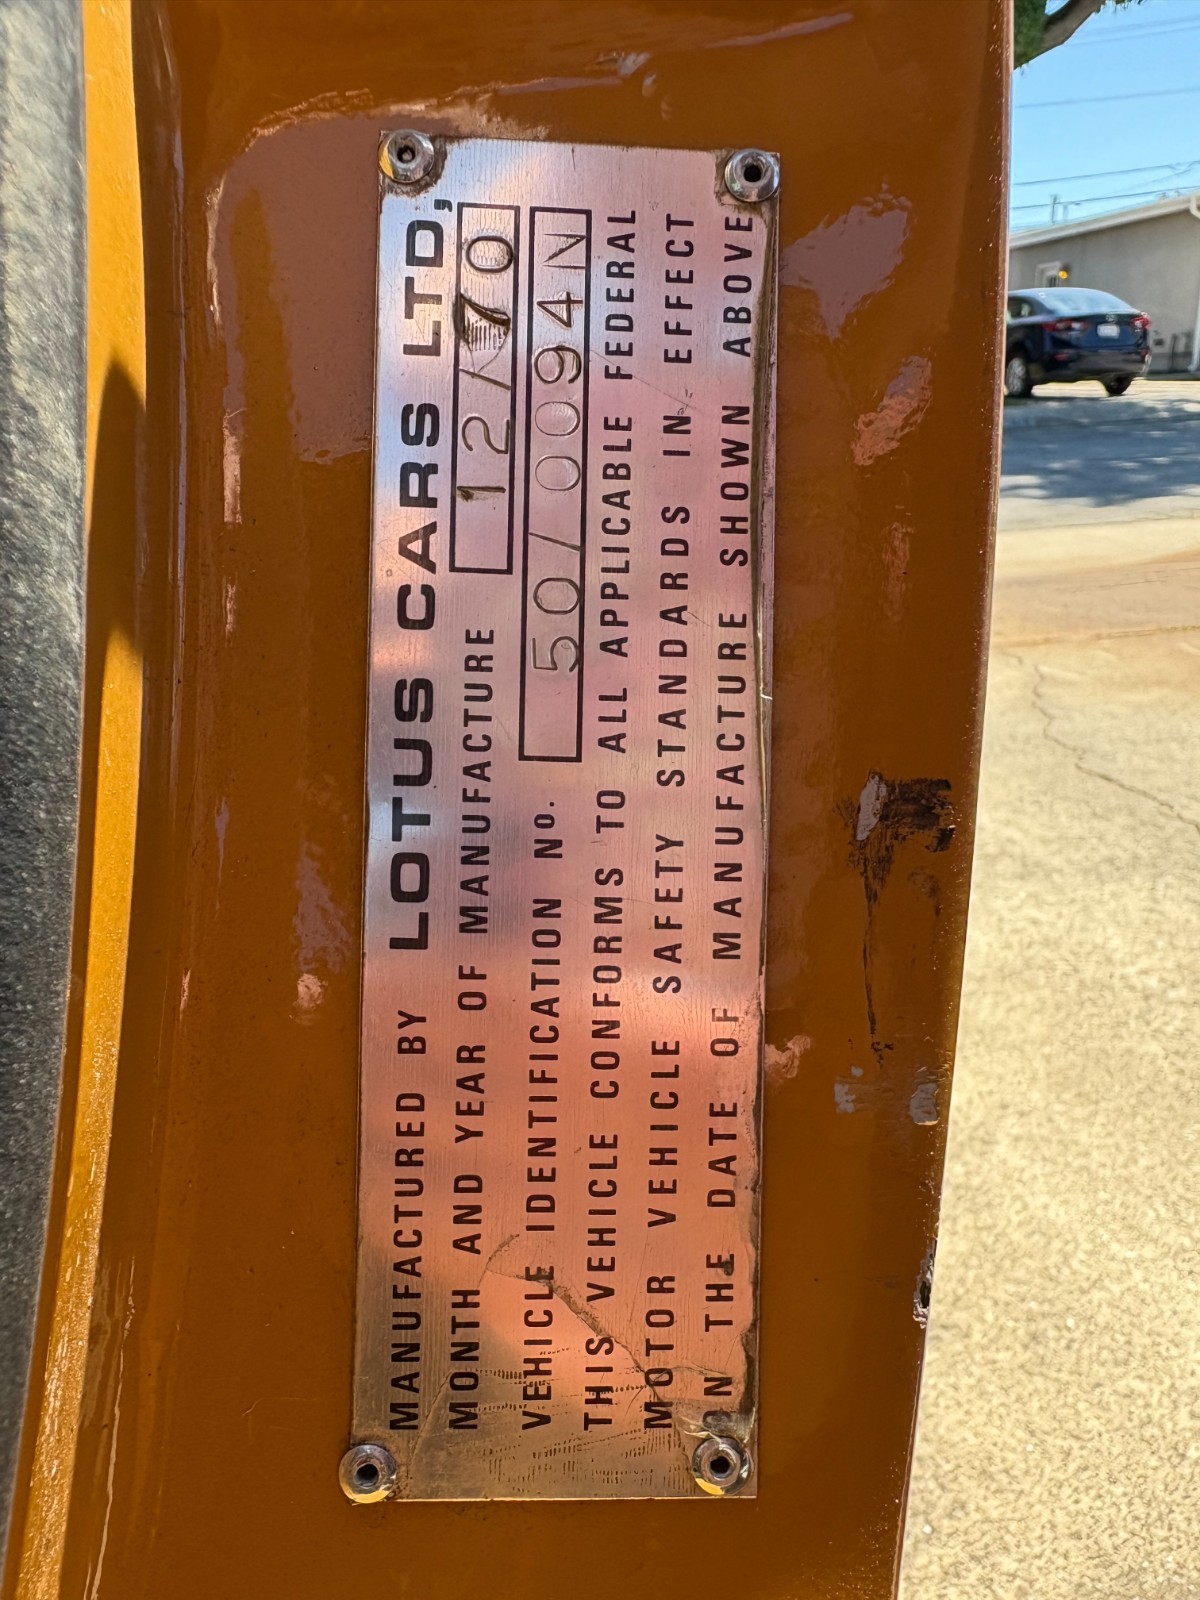 MANUFACTURED BY LOTUS CARS LTD,
MONTH AND YEAR OF MANUFACTURE 12/70
VEHICLE IDENTIFICATION No. 50/0094N
THIS VEHICLE CONFORMS TO ALL APPLICABLE FEDERAL
MOTOR VEHICLE SAFETY STANDARDS IN EFFECT
ON THE DATE OF MANUFACTURE SHOWN ABOVE